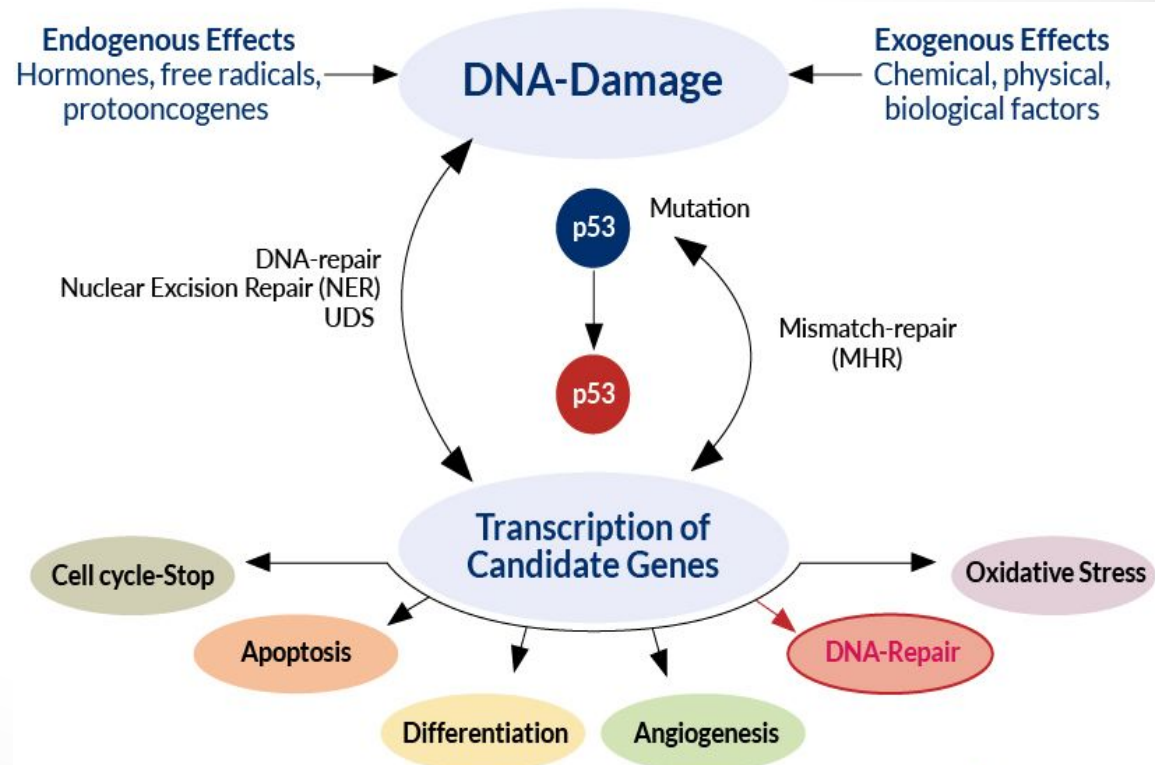 Endogenous Effects
Hormones, free radicals,
protooncogenes
DNA-Damage
Exogenous Effects
Chemical, physical,
biological factors
p53
Mutation
DNA-repair
Nuclear Excision Repair (NER)
UDS
Mismatch-repair
(MHR)
p53
Transcription of
Candidate Genes
Cell cycle-Stop
Oxidative Stress
Apoptosis
DNA-Repair
Differentiation
Angiogenesis